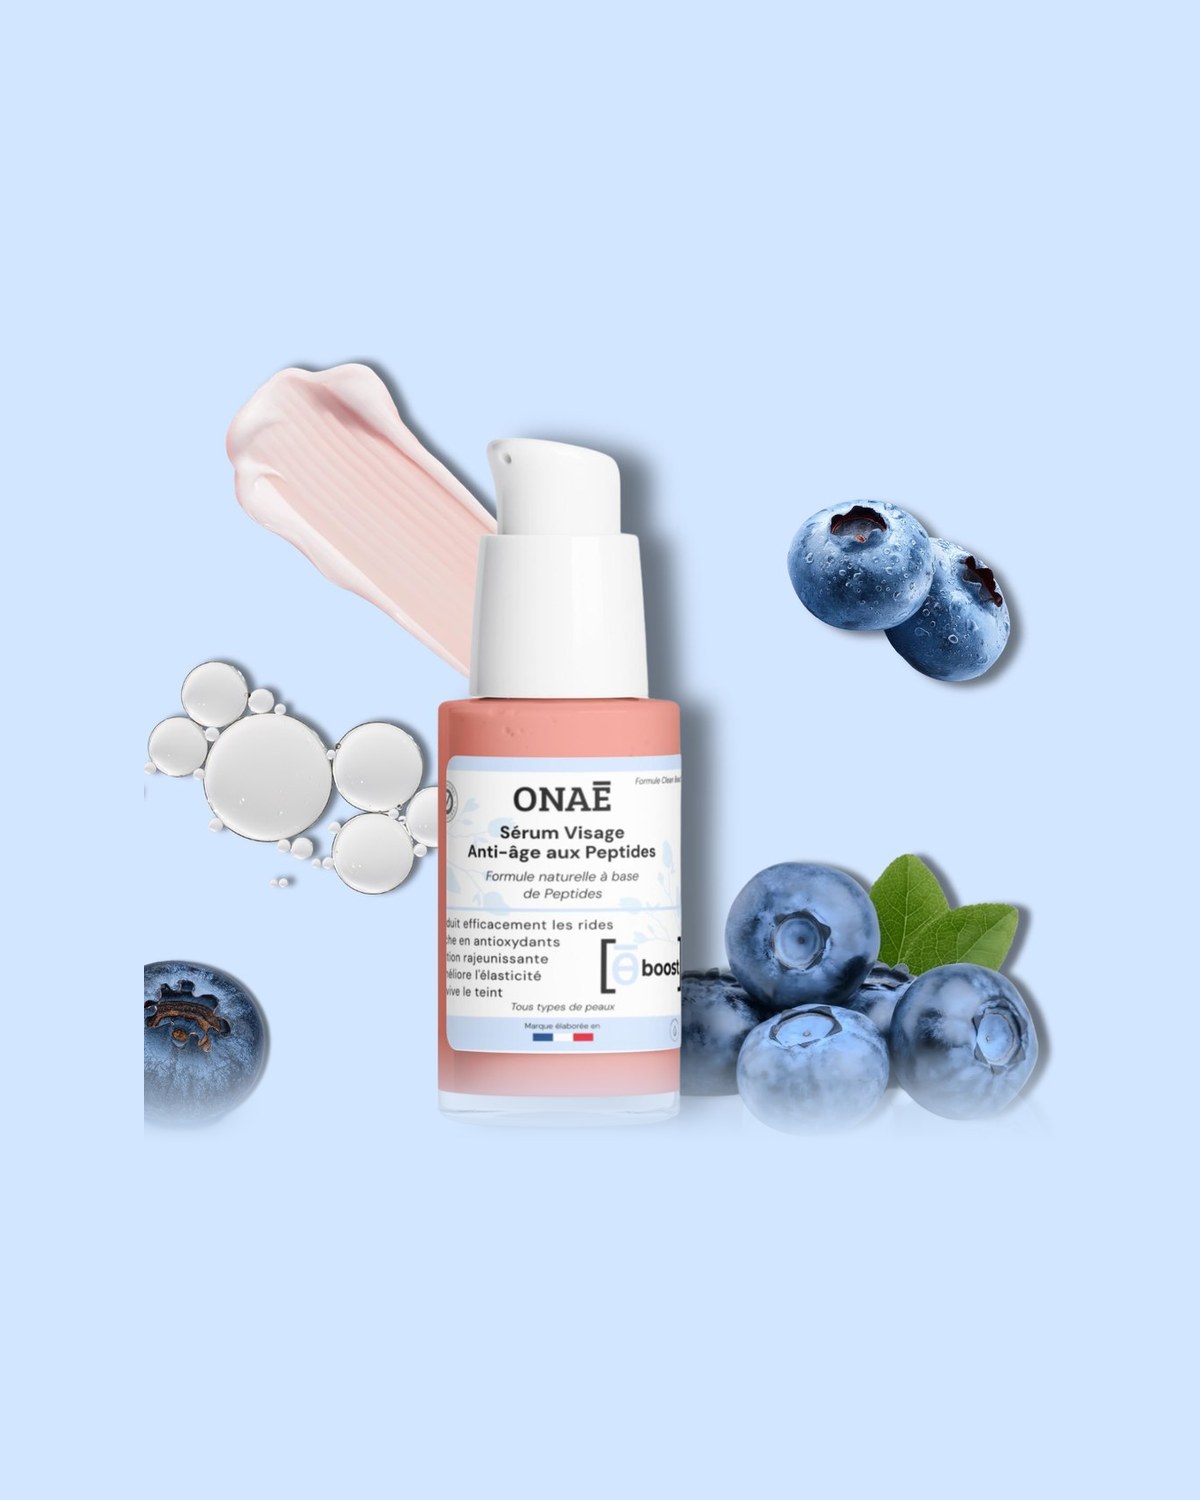 Formule Clean
ONAĒ
Sérum Visage
Anti-âge aux Peptides
Formule naturelle à base
de Peptides
duit efficacement les rides
che en antioxydants
tion rajeunissante
éliore l'élasticité
vive le teint
[ē boost]
Tous types de peaux
Marque élaborée en